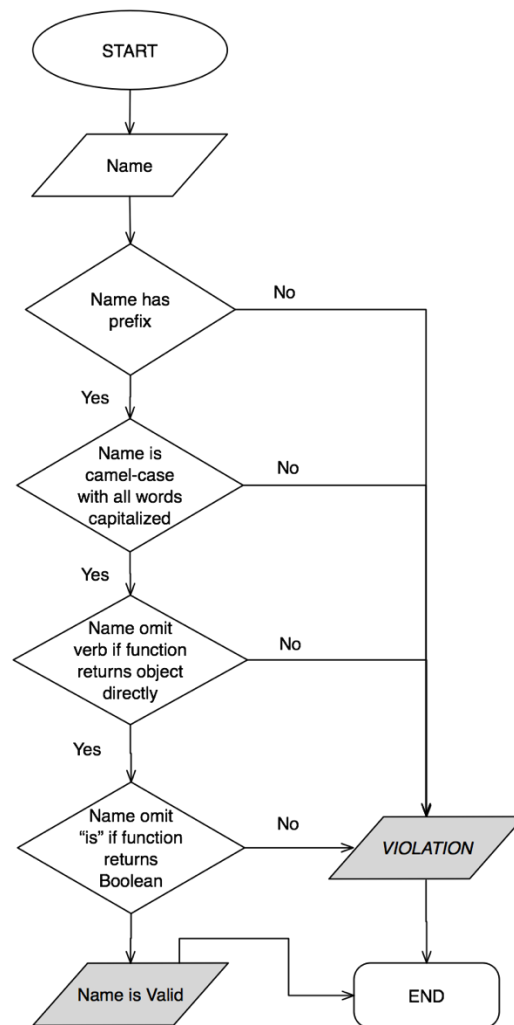 START
Name
Name has
prefix
No
Yes
Name is
camel-case
with all words
capitalized
No
Yes
Name omit
verb if function
returns object
directly
No
Yes
Name omit
“is” if function
returns
Boolean
No
VIOLATION
Name is Valid
END